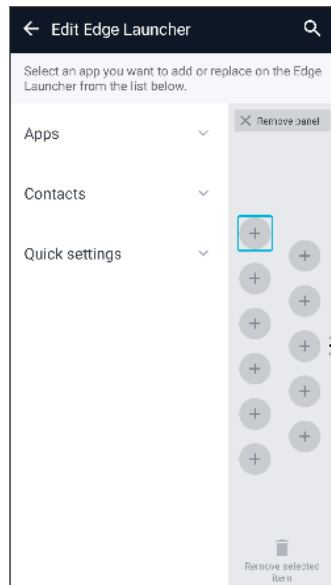 Edit Edge Launcher
Select an app you want to add or replace on the Edge
Launcher from the list below.
Remove panel
Apps
Contacts
Quick settings
Remove selected
item